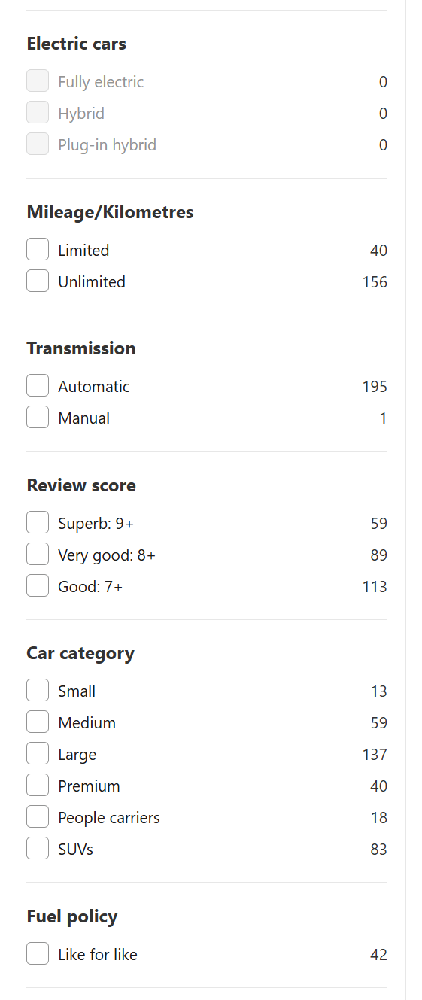 Electric cars
Fully electric 0
Hybrid 0
Plug-in hybrid 0
Mileage/Kilometres
Limited 40
Unlimited 156
Transmission
Automatic 195
Manual 1
Review score
Superb: 9+ 59
Very good: 8+ 89
Good: 7+ 113
Car category
Small 13
Medium 59
Large 137
Premium 40
People carriers 18
SUVs 83
Fuel policy
Like for like 42